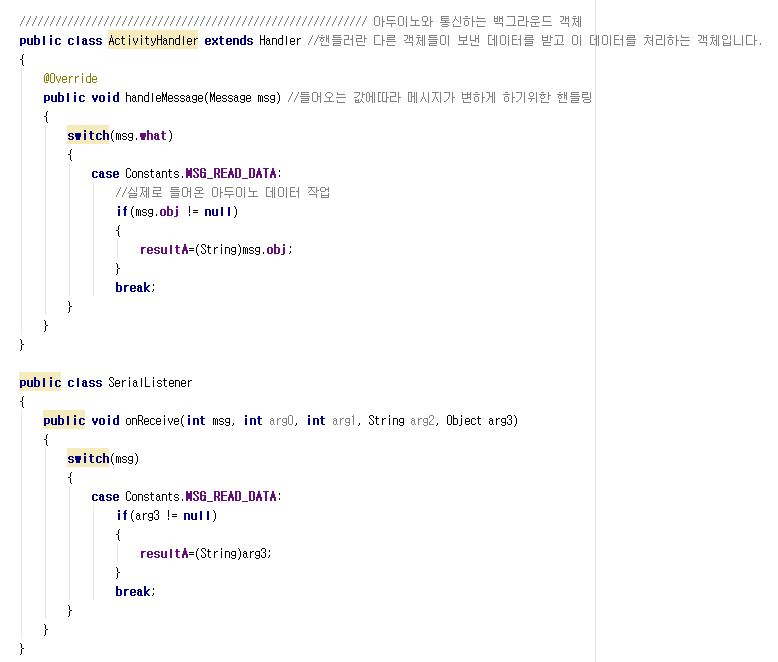 ////////////////////////////////////////////////////////// 아두이노와 통신하는 백그라운드 객체
public class ActivityHandler extends Handler //핸들러란 다른 객체들이 보낸 데이터를 받고 이 데이터를 처리하는 객체입니다.
{
@Override
public void handleMessage(Message msg) //들어오는 값에따라 메시지가 변하게 하기위한 핸들링
{
switch(msg.what)
{
case Constants.MSG_READ_DATA:
//실제로 들어온 아두이노 데이터 작업
if(msg.obj != null)
{
resultA=(String)msg.obj;
}
break;
}
}
}
public class SerialListener
{
public void onReceive(int msg, int arg0, int arg1, String arg2, Object arg3)
{
switch(msg)
{
case Constants.MSG_READ_DATA:
if(arg3 != null)
{
resultA=(String)arg3;
}
break;
}
}
}